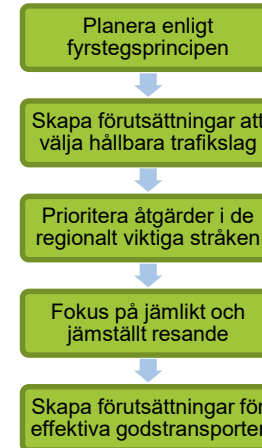 Planera enligt
fyrstegsprincipen
Skapa förutsättningar att
välja hållbara trafikslag
Prioritera åtgärder i de
regionalt viktiga stråken
Fokus på jämlikt och
jämställt resande
Skapa förutsättningar för
effektiva godstransporter